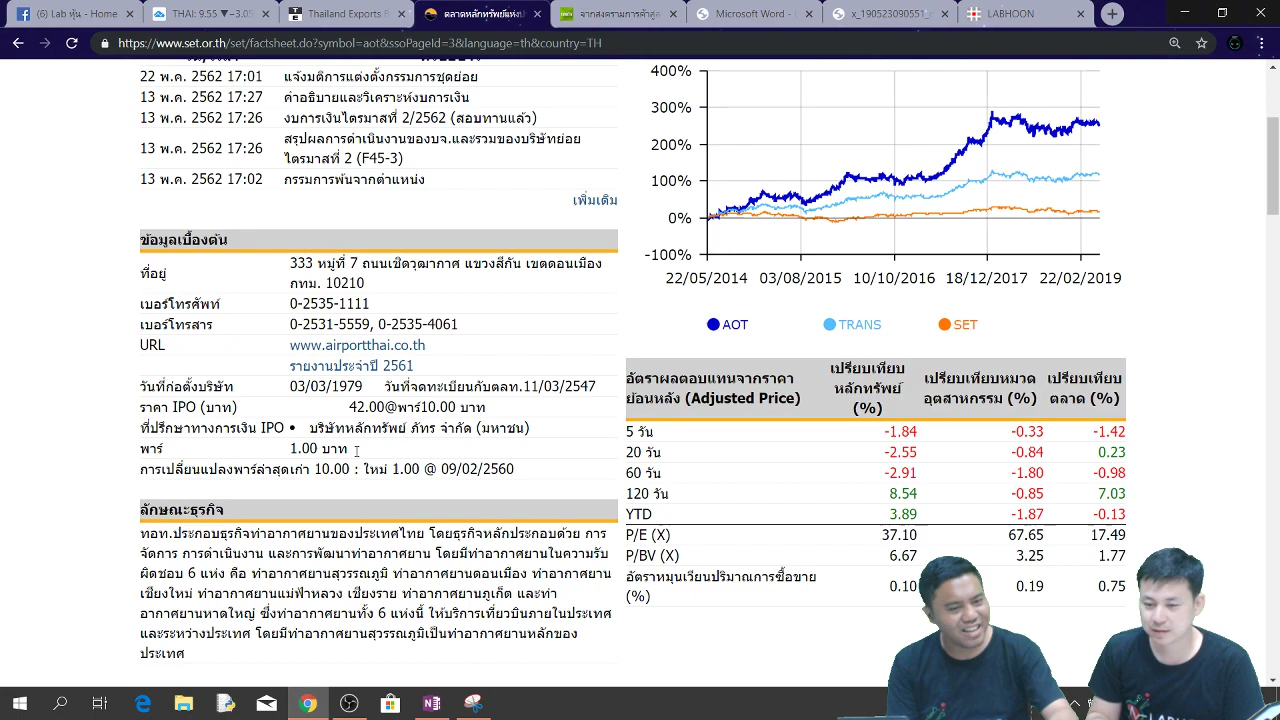 Lab หุ้น - Home
THAI: 9.55 ▼ -3.05
Thailand Exports B
ตลาดหลักทรัพย์แห่งป
จากสงครามการค้าสู่
Microsoft Word -
x_190523090551_
LABHOON
https://www.set.or.th/set/factsheet.do?symbol=aot&ssoPageId=3&language=th&country=TH
22 พ.ค. 2562 17:01 แจ้งมติการแต่งตั้งกรรมการชุดย่อย
13 พ.ค. 2562 17:27 คำอธิบายและวิเคราะห์งบการเงิน
13 พ.ค. 2562 17:26 งบการเงินไตรมาสที่ 2/2562 (สอบทานแล้ว)
13 พ.ค. 2562 17:26 สรุปผลการดำเนินงานของบจ.และรวมของบริษัทย่อย
ไตรมาสที่ 2 (F45-3)
13 พ.ค. 2562 17:02 กรรมการพ้นจากตำแหน่ง
เพิ่มเติม
ข้อมูลเบื้องต้น
ที่อยู่ 333 หมู่ที่ 7 ถนนเชิดวุฒากาศ แขวงสีกัน เขตดอนเมือง
กทม. 10210
เบอร์โทรศัพท์ 0-2535-1111
เบอร์โทรสาร 0-2531-5559, 0-2535-4061
URL www.airportthai.co.th
รายงานประจำปี 2561
วันที่ก่อตั้งบริษัท 03/03/1979 วันที่จดทะเบียนกับตลท.11/03/2547
ราคา IPO (บาท) 42.00@พาร์10.00 บาท
ที่ปรึกษาทางการเงิน IPO • บริษัทหลักทรัพย์ ภัทร จำกัด (มหาชน)
พาร์ 1.00 บาท
การเปลี่ยนแปลงพาร์ล่าสุดเก่า 10.00 : ใหม่ 1.00 @ 09/02/2560
ลักษณะธุรกิจ
ทอท.ประกอบธุรกิจท่าอากาศยานของประเทศไทย โดยธุรกิจหลักประกอบด้วย การ
จัดการ การดำเนินงาน และการพัฒนาท่าอากาศยาน โดยมีท่าอากาศยานในความรับ
ผิดชอบ 6 แห่ง คือ ท่าอากาศยานสุวรรณภูมิ ท่าอากาศยานดอนเมือง ท่าอากาศยาน
เชียงใหม่ ท่าอากาศยานแม่ฟ้าหลวง เชียงราย ท่าอากาศยานภูเก็ต และท่า
อากาศยานหาดใหญ่ ซึ่งท่าอากาศยานทั้ง 6 แห่งนี้ ให้บริการเที่ยวบินภายในประเทศ
และระหว่างประเทศ โดยมีท่าอากาศยานสุวรรณภูมิเป็นท่าอากาศยานหลักของ
ประเทศ
400%
300%
200%
100%
0%
-100%
22/05/2014 03/08/2015 10/10/2016 18/12/2017 22/02/2019
AOT TRANS SET
อัตราผลตอบแทนจากราคา
ย้อนหลัง (Adjusted Price)
เปรียบเทียบ
หลักทรัพย์
(%)
เปรียบเทียบหมวด
อุตสาหกรรม (%)
เปรียบเทียบ
ตลาด (%)
5 วัน -1.84 -0.33 -1.42
20 วัน -2.55 -0.84 0.23
60 วัน -2.91 -1.80 -0.98
120 วัน 8.54 -0.85 7.03
YTD 3.89 -1.87 -0.13
P/E (X) 37.10 67.65 17.49
P/BV (X) 6.67 3.25 1.77
อัตราหมุนเวียนปริมาณการซื้อขาย
(%) 0.10 0.19 0.75